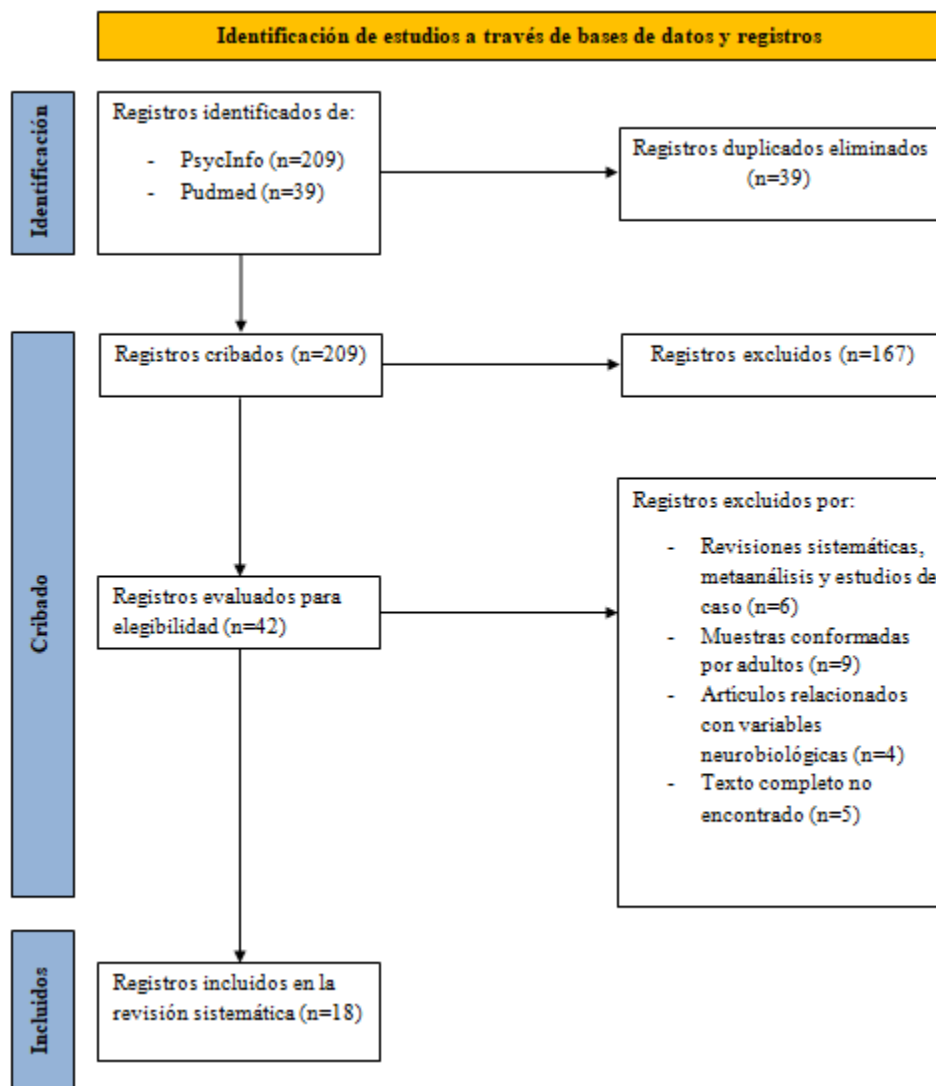 Identificación de estudios a través de bases de datos y registros
Identificación
Registros identificados de:
- PsycInfo (n=209)
- Pudmed (n=39)
Registros duplicados eliminados
(n=39)
Cribado
Registros cribados (n=209)
Registros excluidos (n=167)
Registros evaluados para
elegibilidad (n=42)
Registros excluidos por:
- Revisiones sistemáticas,
metaanálisis y estudios de
caso (n=6)
- Muestras conformadas
por adultos (n=9)
- Artículos relacionados
con variables
neurobiológicas (n=4)
- Texto completo no
encontrado (n=5)
Incluidos
Registros incluidos en la
revisión sistemática (n=18)